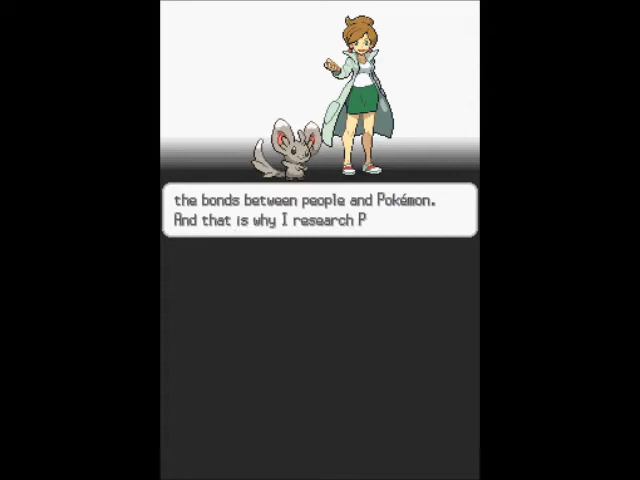 the bonds between people and Pokémon.
And that is why I research P